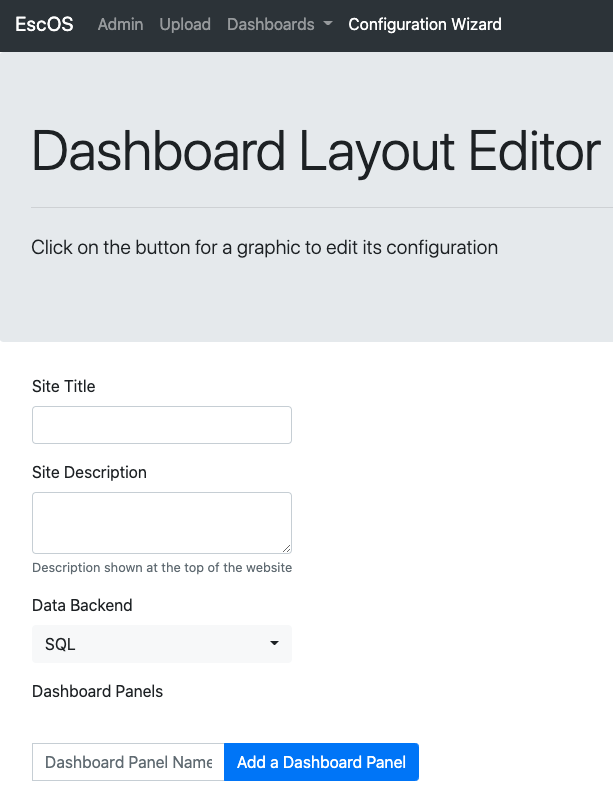 EscOS Admin Upload Dashboards Configuration Wizard
Dashboard Layout Editor
Click on the button for a graphic to edit its configuration
Site Title
Site Description
Description shown at the top of the website
Data Backend
SQL
Dashboard Panels
Dashboard Panel Name Add a Dashboard Panel